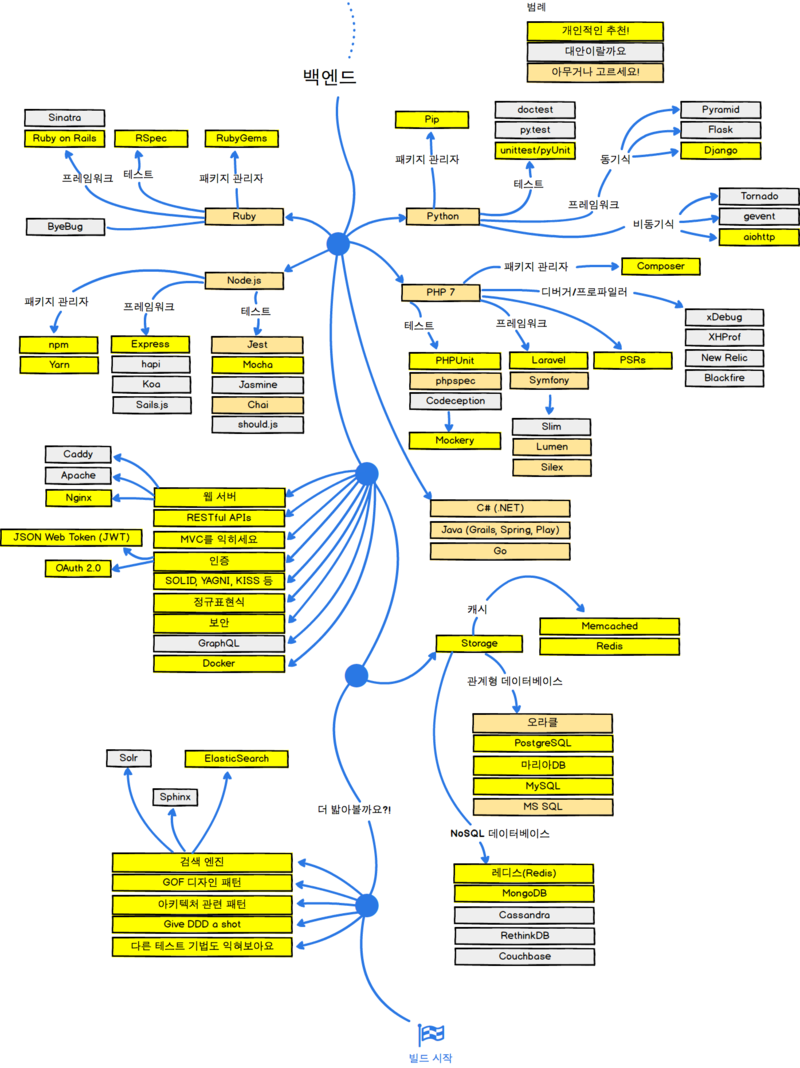 범례
개인적인 추천!
대안이랄까요
아무거나 고르세요!
백엔드
Sinatra
Ruby on Rails
RSpec
RubyGems
프레임워크
테스트
패키지 관리자
ByeBug
Ruby
Pip
패키지 관리자
doctest
py.test
unittest/pyUnit
테스트
Python
동기식
프레임워크
Pyramid
Flask
Django
비동기식
Tornado
gevent
aiohttp
Node.js
패키지 관리자
프레임워크
테스트
npm
Yarn
Express
hapi
Koa
Sails.js
Jest
Mocha
Jasmine
Chai
should.js
PHP 7
패키지 관리자
Composer
디버거/프로파일러
xDebug
XHProf
New Relic
Blackfire
테스트
프레임워크
PHPUnit
phpspec
Codeception
Mockery
Laravel
Symfony
Slim
Lumen
Silex
PSRs
Caddy
Apache
Nginx
웹 서버
RESTful APIs
MVC를 익히세요
JSON Web Token (JWT)
OAuth 2.0
인증
SOLID, YAGNI, KISS 등
정규표현식
보안
GraphQL
Docker
C# (.NET)
Java (Grails, Spring, Play)
Go
캐시
Memcached
Redis
Storage
관계형 데이터베이스
오라클
PostgreSQL
마리아DB
MySQL
MS SQL
NoSQL 데이터베이스
레디스(Redis)
MongoDB
Cassandra
RethinkDB
Couchbase
더 밟아볼까요?!
Solr
Sphinx
ElasticSearch
검색 엔진
GOF 디자인 패턴
아키텍처 관련 패턴
Give DDD a shot
다른 테스트 기법도 익혀보아요
빌드 시작